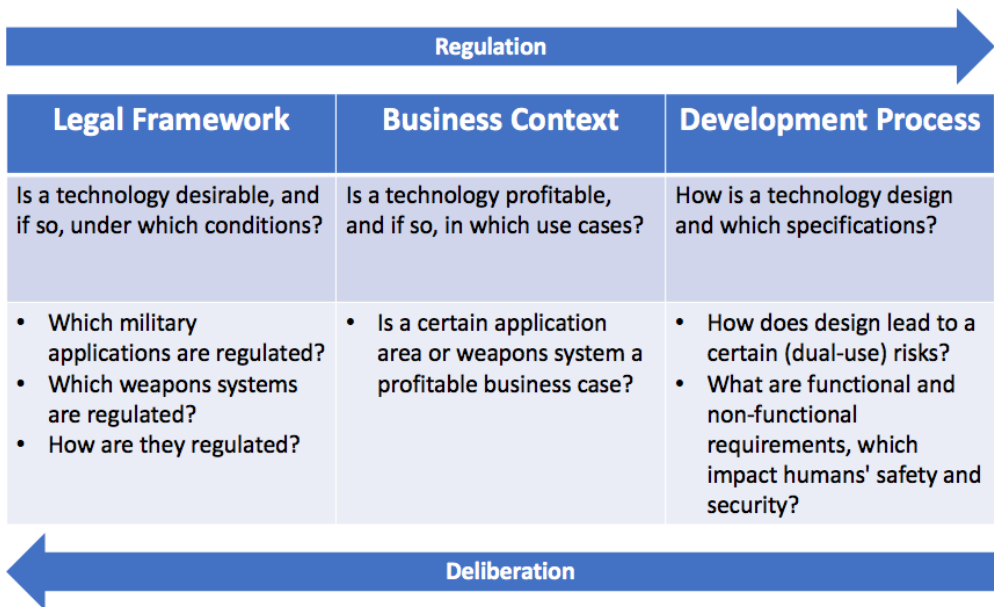 Regulation
Legal Framework
Business Context
Development Process
Is a technology desirable, and
if so, under which conditions?
Is a technology profitable,
and if so, in which use cases?
How is a technology design
and which specifications?
• Which military
applications are regulated?
• Which weapons systems
are regulated?
• How are they regulated?
• Is a certain application
area or weapons system a
profitable business case?
• How does design lead to a
certain (dual-use) risks?
• What are functional and
non-functional
requirements, which
impact humans' safety and
security?
Deliberation